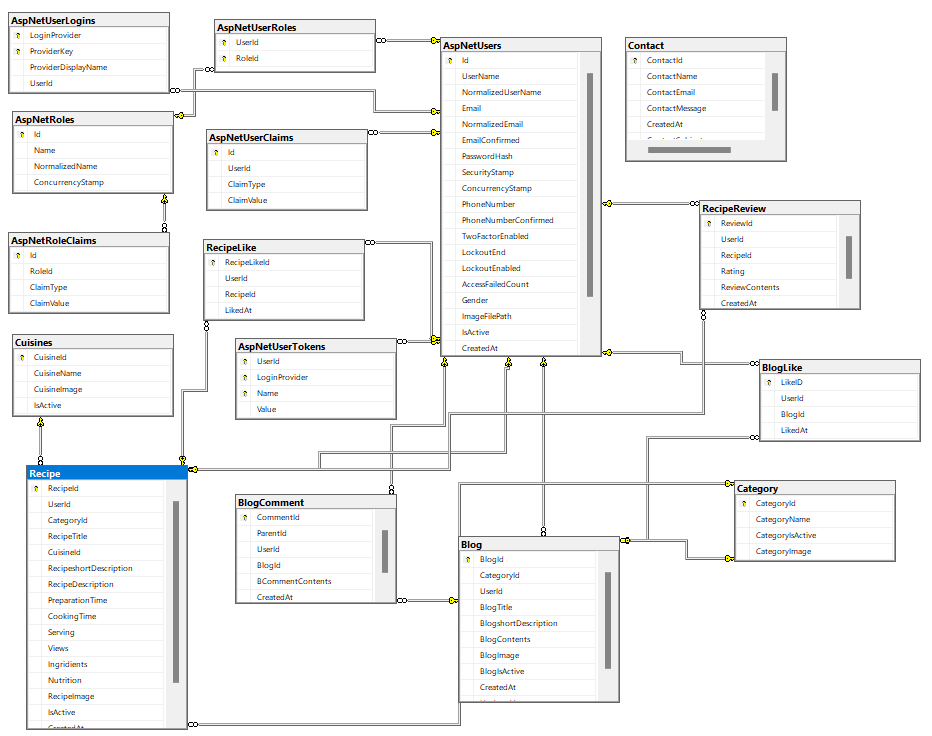 AspNetUserLogins
LoginProvider
ProviderKey
ProviderDisplayName
UserId
AspNetUserRoles
UserId
RoleId
AspNetUsers
Id
UserName
NormalizedUserName
Email
NormalizedEmail
EmailConfirmed
PasswordHash
SecurityStamp
ConcurrencyStamp
PhoneNumber
PhoneNumberConfirmed
TwoFactorEnabled
LockoutEnd
LockoutEnabled
AccessFailedCount
Gender
ImageFilePath
IsActive
CreatedAt
Contact
ContactId
ContactName
ContactEmail
ContactMessage
CreatedAt
AspNetRoles
Id
Name
NormalizedName
ConcurrencyStamp
AspNetUserClaims
Id
UserId
ClaimType
ClaimValue
RecipeReview
ReviewId
UserId
RecipeId
Rating
ReviewContents
CreatedAt
AspNetRoleClaims
Id
RoleId
ClaimType
ClaimValue
RecipeLike
RecipeLikeId
UserId
RecipeId
LikedAt
Cuisines
CuisineId
CuisineName
CuisineImage
IsActive
AspNetUserTokens
UserId
LoginProvider
Name
Value
BlogLike
LikeID
UserId
BlogId
LikedAt
Recipe
RecipeId
UserId
CategoryId
RecipeTitle
CuisineId
RecipeshortDescription
RecipeDescription
PreparationTime
CookingTime
Serving
Views
Ingridients
Nutrition
RecipeImage
IsActive
CreatedAt
BlogComment
CommentId
ParentId
UserId
BlogId
BCommentContents
CreatedAt
Blog
BlogId
CategoryId
UserId
BlogTitle
BlogshortDescription
BlogContents
BlogImage
BlogIsActive
CreatedAt
Category
CategoryId
CategoryName
CategoryIsActive
CategoryImage